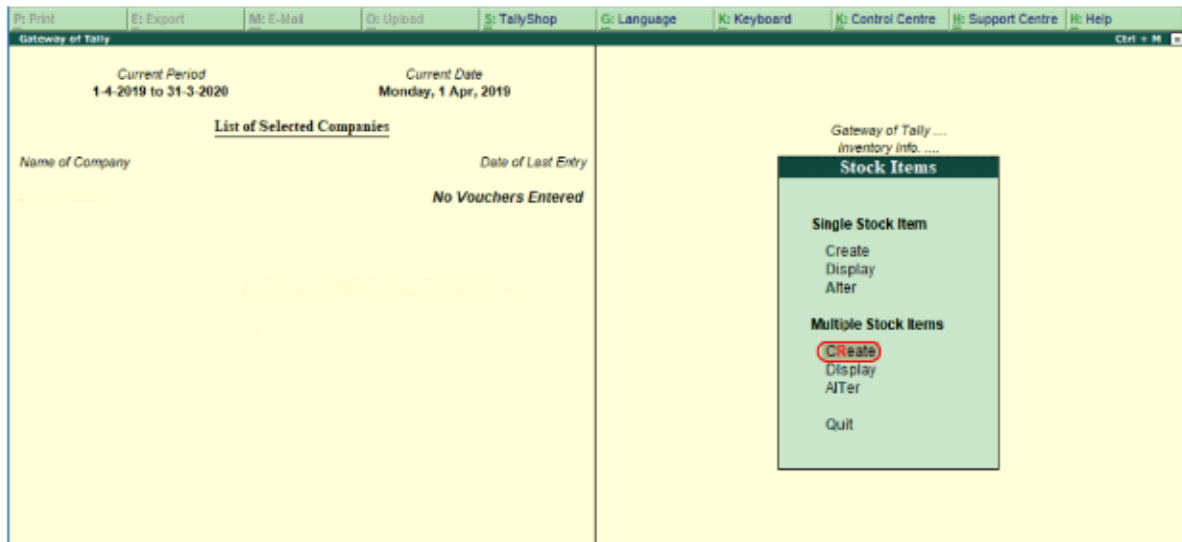 P: Print E: Export M: E-Mail O: Upload S: TallyShop G: Language K: Keyboard K: Control Centre H: Support Centre H: Help
Gateway of Tally Ctrl + M
Current Period Current Date
1-4-2019 to 31-3-2020 Monday, 1 Apr, 2019
List of Selected Companies
Name of Company Date of Last Entry
No Vouchers Entered
Gateway of Tally ....
Inventory Info. ....
Stock Items
Single Stock Item
Create
Display
Alter
Multiple Stock Items
CReate
DIsplay
AlTer
Quit